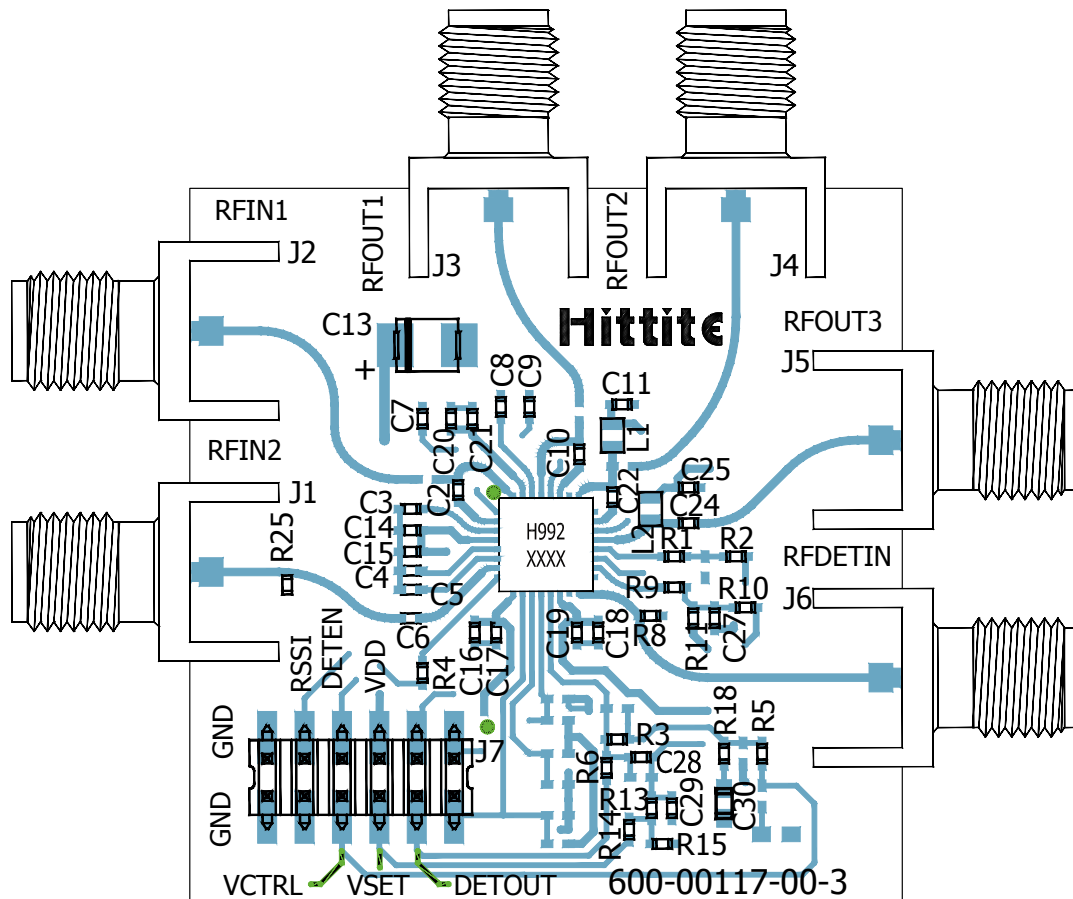 RFIN1
RFOUT1
RFOUT2
J2
J3
J4
Hittite
RFOUT3
C13
+
J5
C8
C9
C11
C7
L1
C20
C21
C10
RFIN2
C25
J1
C2
C22
C24
C3
R25
C14
H992
XXXX
L2
R1
R2
RFDETIN
C15
C4
R9
C5
R10
J6
C6
R8
R11
C27
C19
C18
RSSI
DETEN
VDD
R4
C16
C17
GND
R18
R5
J7
R3
R6
C28
GND
R13
C29
C30
R14
R15
VCTRL
VSET
DETOUT
600-00117-00-3